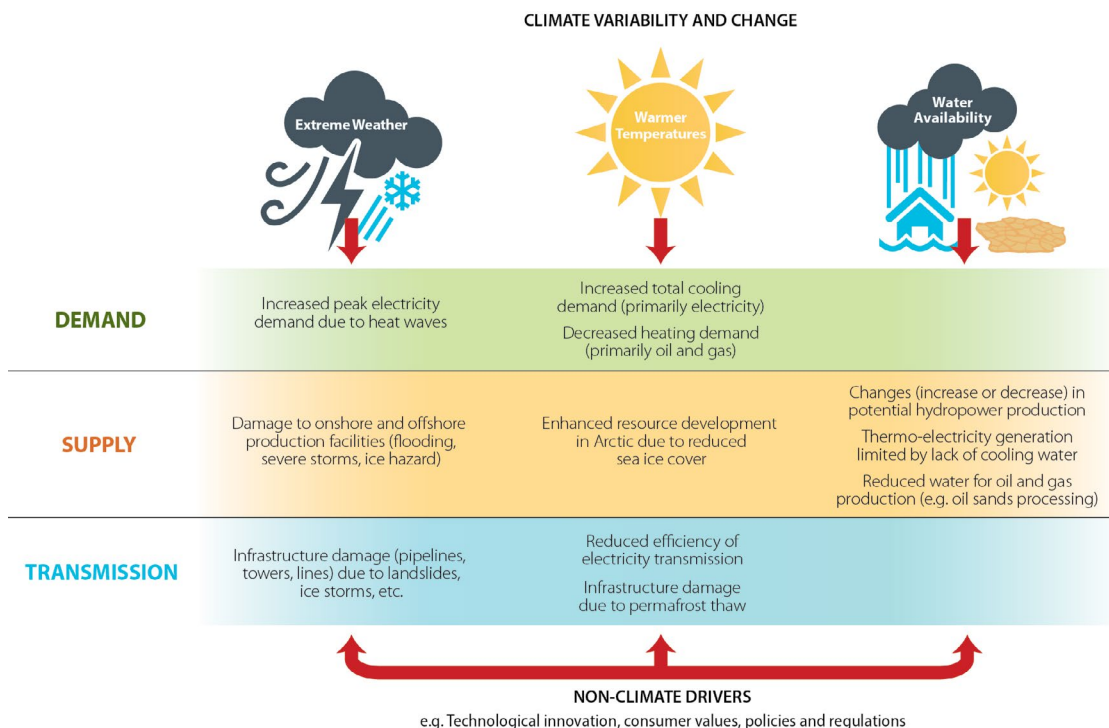 CLIMATE VARIABILITY AND CHANGE
Extreme Weather
Warmer
Temperatures
Water
Availability
DEMAND
Increased peak electricity
demand due to heat waves
Increased total cooling
demand (primarily electricity)
Decreased heating demand
(primarily oil and gas)
SUPPLY
Damage to onshore and offshore
production facilities (flooding,
severe storms, ice hazard)
Enhanced resource development
in Arctic due to reduced
sea ice cover
Changes (increase or decrease) in
potential hydropower production
Thermo-electricity generation
limited by lack of cooling water
Reduced water for oil and gas
production (e.g. oil sands processing)
TRANSMISSION
Infrastructure damage (pipelines,
towers, lines) due to landslides,
ice storms, etc.
Reduced efficiency of
electricity transmission
Infrastructure damage
due to permafrost thaw
NON-CLIMATE DRIVERS
e.g. Technological innovation, consumer values, policies and regulations